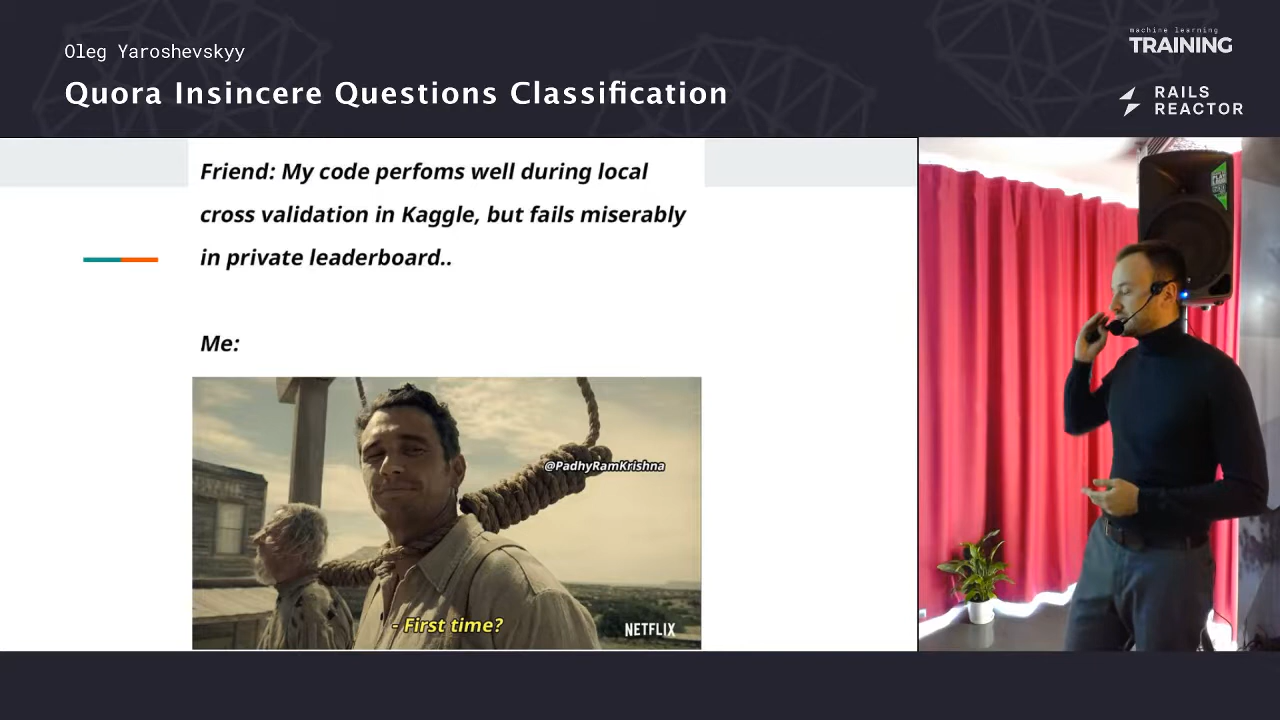 Oleg Yaroshevskyy
Quora Insincere Questions Classification
machine learning
TRAINING
RAILS
REACTOR
Friend: My code perfoms well during local
cross validation in Kaggle, but fails miserably
in private leaderboard..
Me:
@PadhyRamKrishna
- First time?
NETFLIX